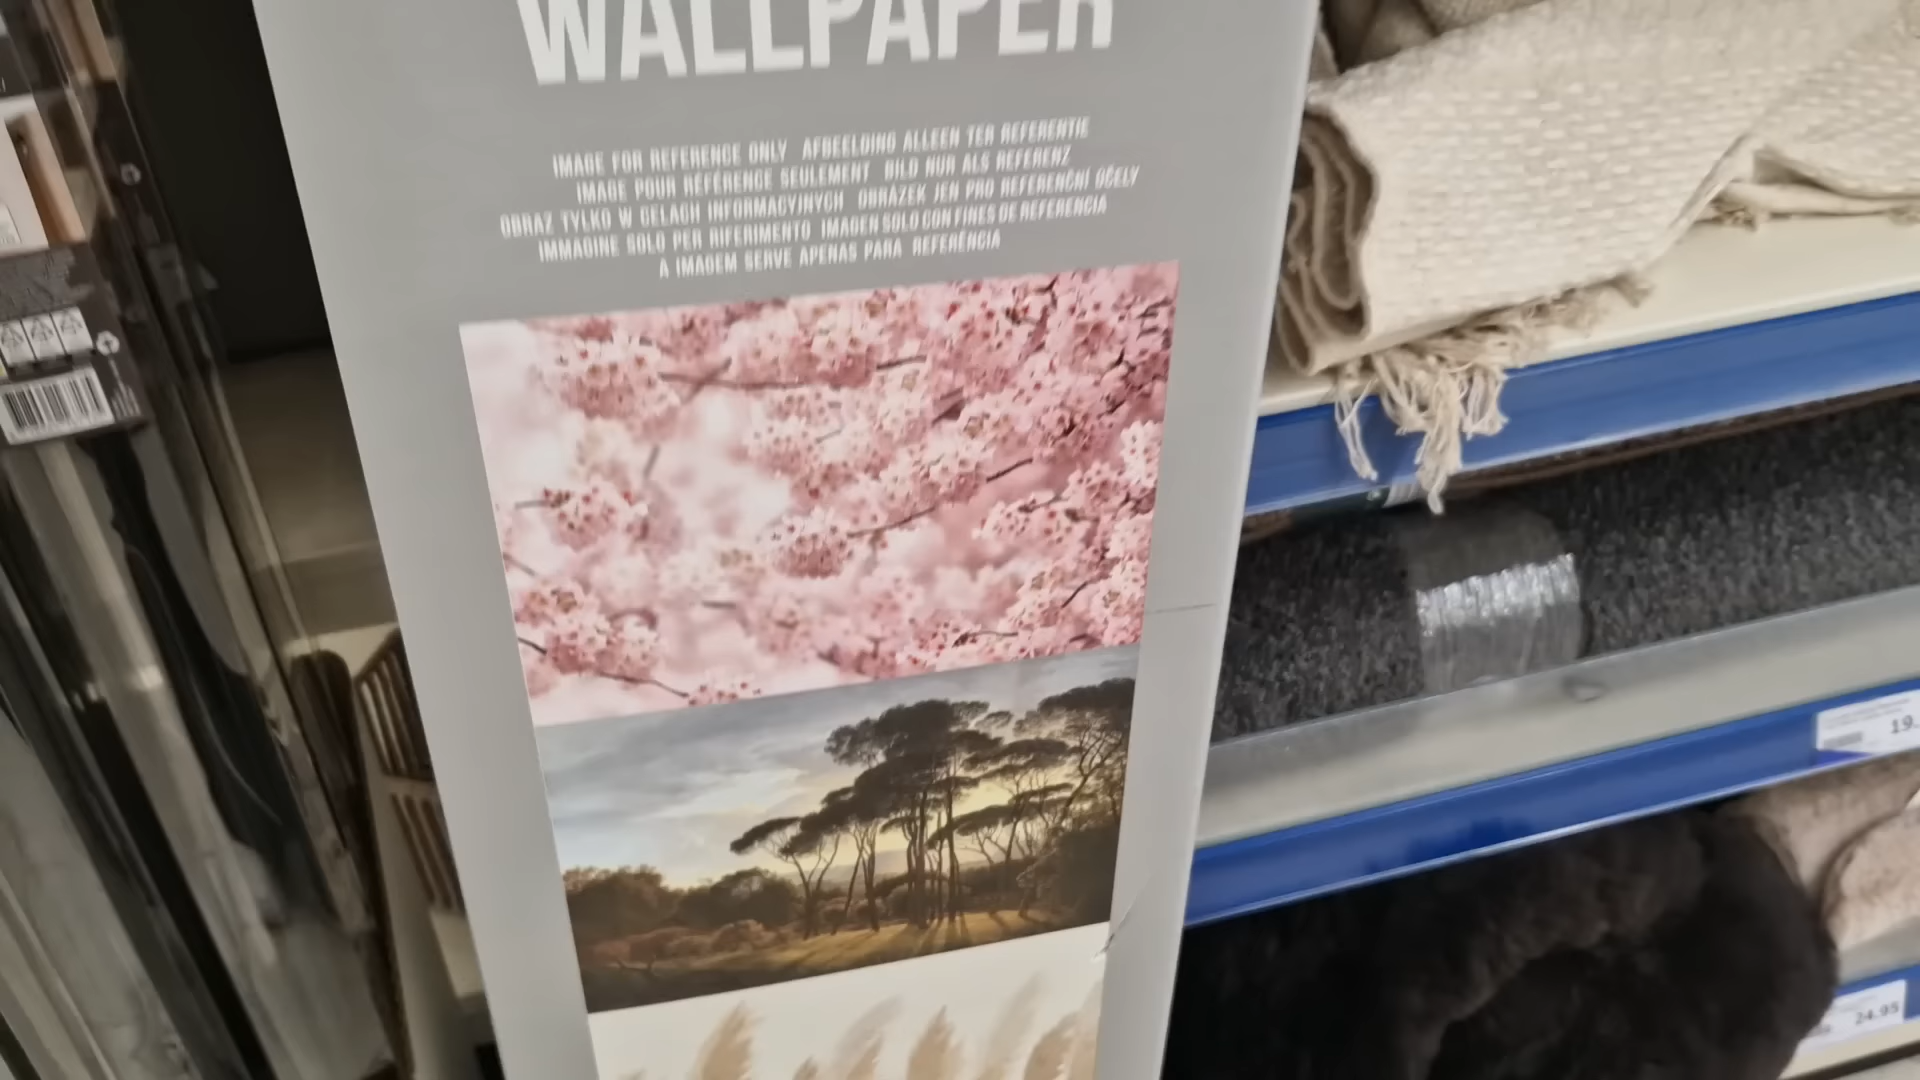 WALLPAPER
IMAGE FOR REFERENCE ONLY AFBEELDING ALLEEN TER REFERENTIE
IMAGE POUR RÉFÉRENCE SEULEMENT BILD NUR ALS REFERENZ
OBRAZ TYLKO W CELACH INFORMACYJNYCH OBRÁZEK JEN PRO REFERENČNÍ ÚČELY
IMMAGINE SOLO PER RIFERIMENTO IMAGEN SOLO CON FINES DE REFERENCIA
A IMAGEM SERVE APENAS PARA REFERÊNCIA
19.
24.95